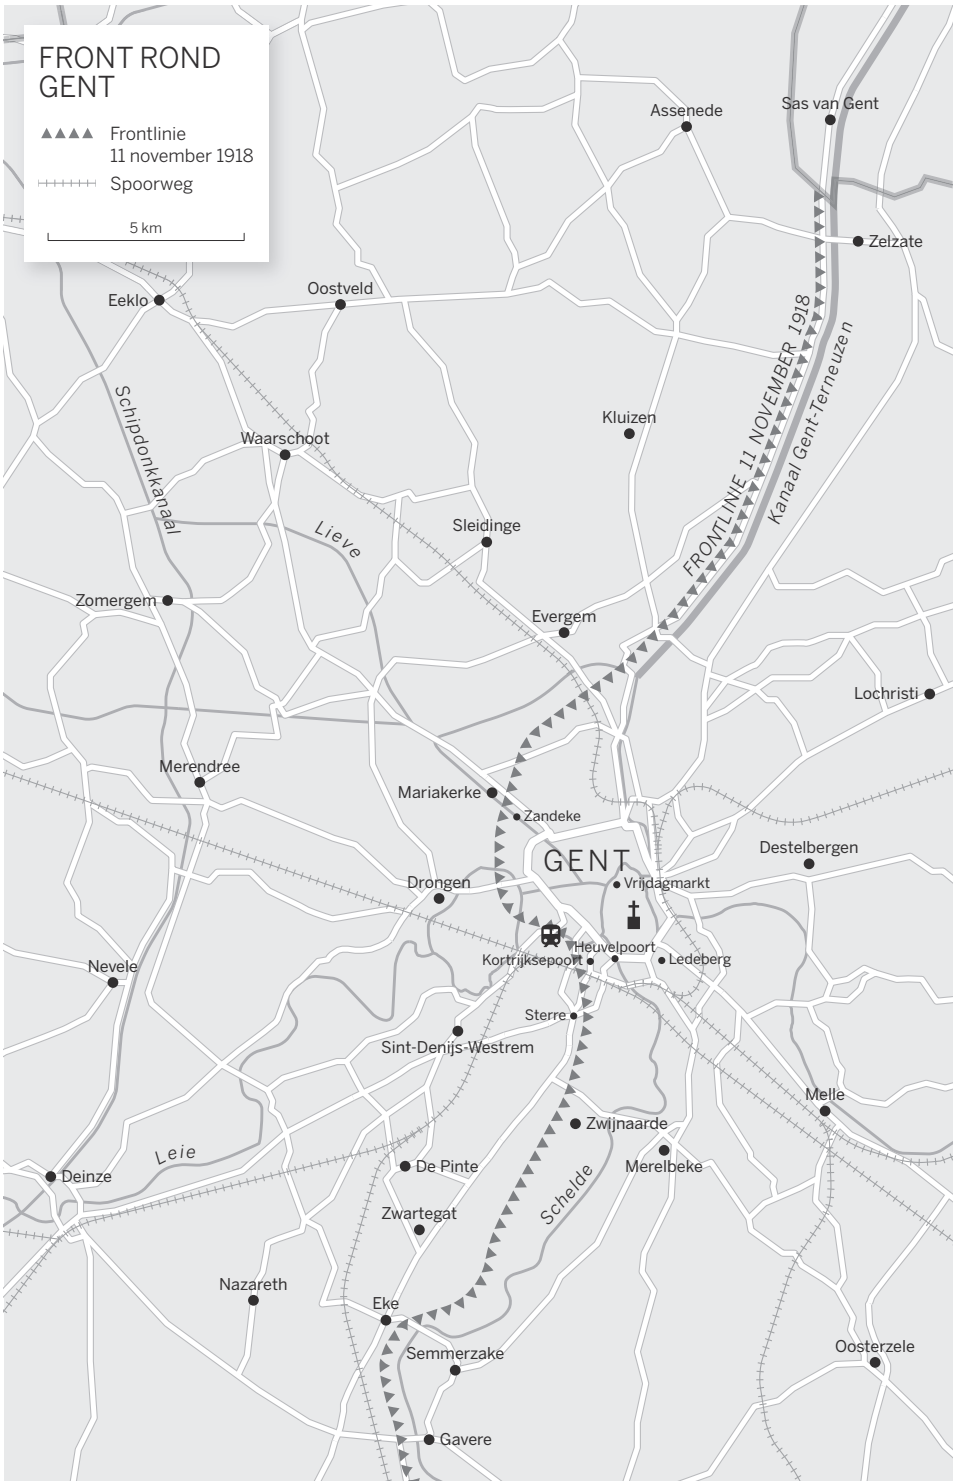 FRONT ROND
GENT
Frontlinie
11 november 1918
Spoorweg
5 km
Assenede
Sas van Gent
Zelzate
Eeklo
Oostveld
FRONTLINIE 11 NOVEMBER 1918
Kanaal Gent-Terneuzen
Schipdonkkanaal
Kluizen
Waarschoot
Lieve
Sleidinge
Zomergem
Evergem
Lochristi
Merendree
Mariakerke
Zandeke
GENT
Destelbergen
Drongen
Vrijdagmarkt
Heuvelpoort
Kortrijksepoort
Ledeberg
Nevele
Sterre
Sint-Denijs-Westrem
Melle
Zwijnaarde
Leie
De Pinte
Merelbeke
Deinze
Schelde
Zwartegat
Nazareth
Eke
Semmerzake
Oosterzele
Gavere